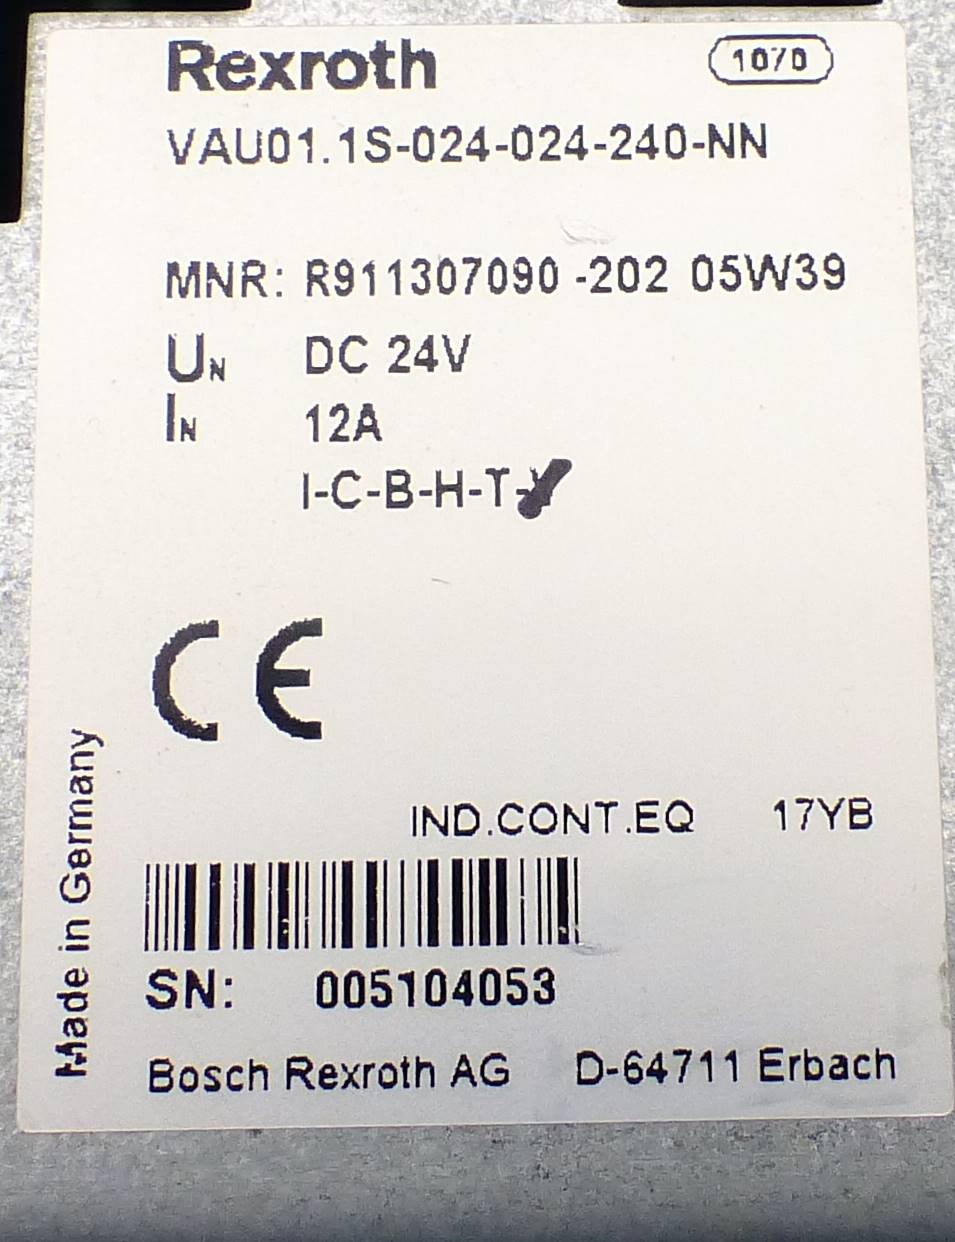 Rexroth
1070
VAU01.1S-024-024-240-NN
MNR: R911307090 -202 05W39
UN DC 24V
IN 12A
I-C-B-H-T-
CE
IND.CONT.EQ 17YB
Made in Germany
SN: 005104053
Bosch Rexroth AG D-64711 Erbach